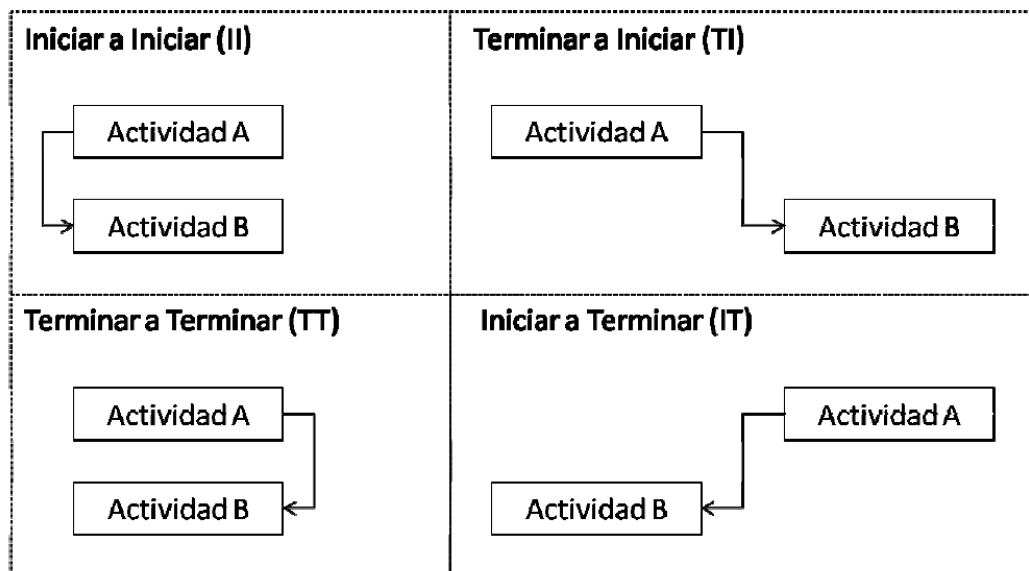 Iniciar a Iniciar (II)
Actividad A
Actividad B
Terminar a Iniciar (TI)
Actividad A
Actividad B
Terminar a Terminar (TT)
Actividad A
Actividad B
Iniciar a Terminar (IT)
Actividad A
Actividad B